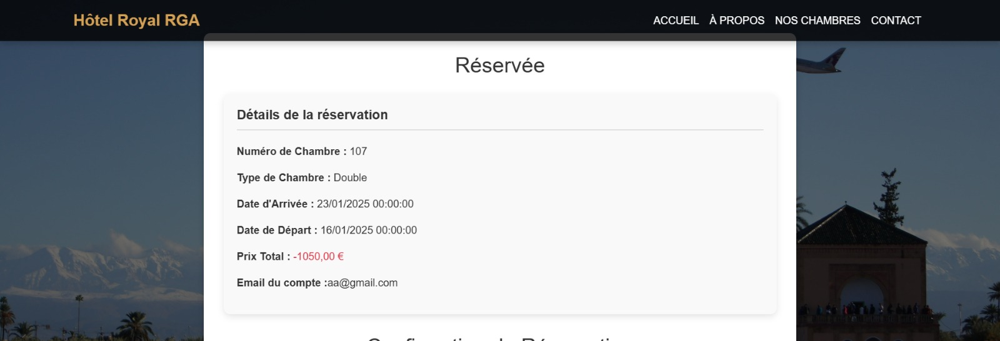 Hôtel Royal RGA
ACCUEIL À PROPOS NOS CHAMBRES CONTACT
Réservée
Détails de la réservation
Numéro de Chambre : 107
Type de Chambre : Double
Date d'Arrivée : 23/01/2025 00:00:00
Date de Départ : 16/01/2025 00:00:00
Prix Total : -1050,00 €
Email du compte :aa@gmail.com